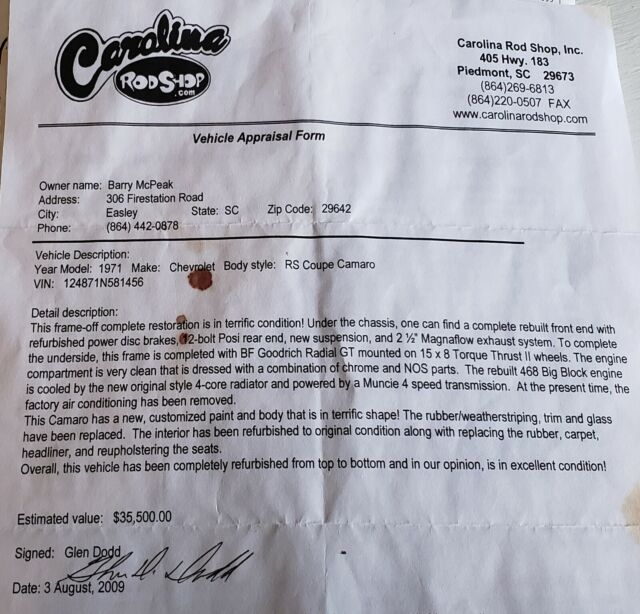 Carolina
ROD SHOP
.com
Carolina Rod Shop, Inc.
405 Hwy. 183
Piedmont, SC 29673
(864)269-6813
(864)220-0507 FAX
www.carolinarodshop.com
Vehicle Appraisal Form
Owner name: Barry McPeak
Address: 306 Firestation Road
City: Easley State: SC Zip Code: 29642
Phone: (864) 442-0878
Vehicle Description:
Year Model: 1971 Make: Chevrolet Body style: RS Coupe Camaro
VIN: 124871N581456
Detail description:
This frame-off complete restoration is in terrific condition! Under the chassis, one can find a complete rebuilt front end with
refurbished power disc brakes, 12-bolt Posi rear end, new suspension, and 2 ½" Magnaflow exhaust system. To complete
the underside, this frame is completed with BF Goodrich Radial GT mounted on 15 x 8 Torque Thrust II wheels. The engine
compartment is very clean that is dressed with a combination of chrome and NOS parts. The rebuilt 468 Big Block engine
is cooled by the new original style 4-core radiator and powered by a Muncie 4 speed transmission. At the present time, the
factory air conditioning has been removed.
This Camaro has a new, customized paint and body that is in terrific shape! The rubber/weatherstriping, trim and glass
have been replaced. The interior has been refurbished to original condition along with replacing the rubber, carpet,
headliner, and reupholstering the seats.
Overall, this vehicle has been completely refurbished from top to bottom and in our opinion, is in excellent condition!
Estimated value: $35,500.00
Signed: Glen Dodd
Date: 3 August, 2009